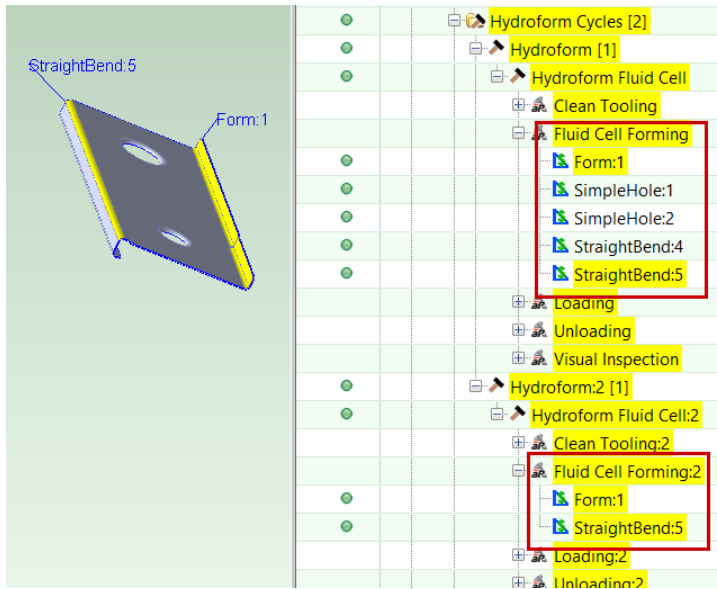 StraightBend:5
Form:1
Hydroform Cycles [2]
Hydroform [1]
Hydroform Fluid Cell
Clean Tooling
Fluid Cell Forming
Form:1
SimpleHole:1
SimpleHole:2
StraightBend:4
StraightBend:5
Loading
Unloading
Visual Inspection
Hydroform:2 [1]
Hydroform Fluid Cell:2
Clean Tooling:2
Fluid Cell Forming:2
Form:1
StraightBend:5
Loading:2
Unloading:2